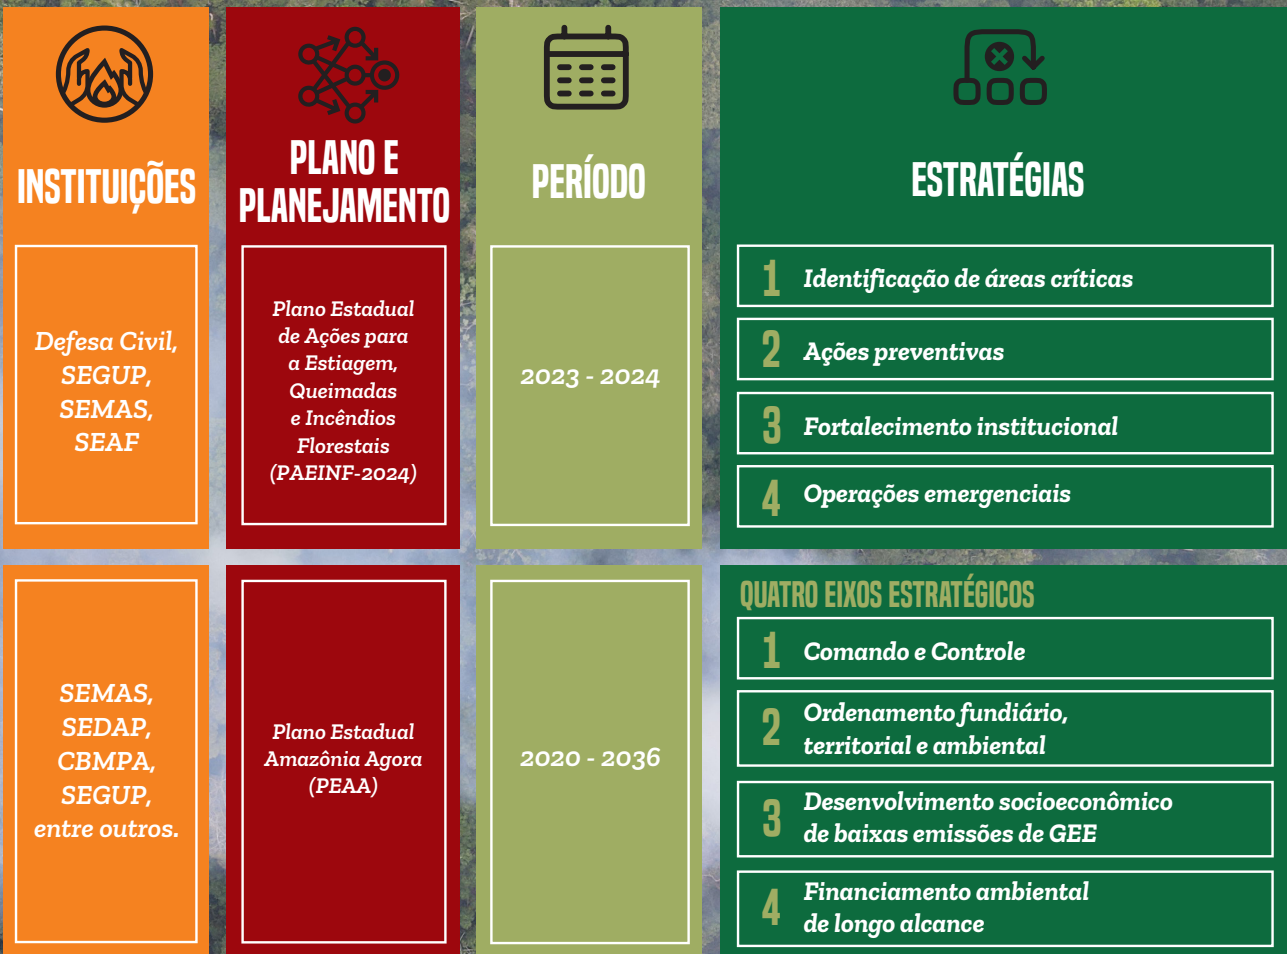 INSTITUIÇÕES
PLANO E
PLANEJAMENTO
PERÍODO
ESTRATÉGIAS
Defesa Civil,
SEGUP,
SEMAS,
SEAF
Plano Estadual
de Ações para
a Estiagem,
Queimadas
e Incêndios
Florestais
(PAEINF-2024)
2023 - 2024
1 Identificação de áreas críticas
2 Ações preventivas
3 Fortalecimento institucional
4 Operações emergenciais
SEMAS,
SEDAP,
CBMPA,
SEGUP,
entre outros.
Plano Estadual
Amazônia Agora
(PEAA)
2020 - 2036
QUATRO EIXOS ESTRATÉGICOS
1 Comando e Controle
2 Ordenamento fundiário,
territorial e ambiental
3 Desenvolvimento socioeconômico
de baixas emissões de GEE
4 Financiamento ambiental
de longo alcance